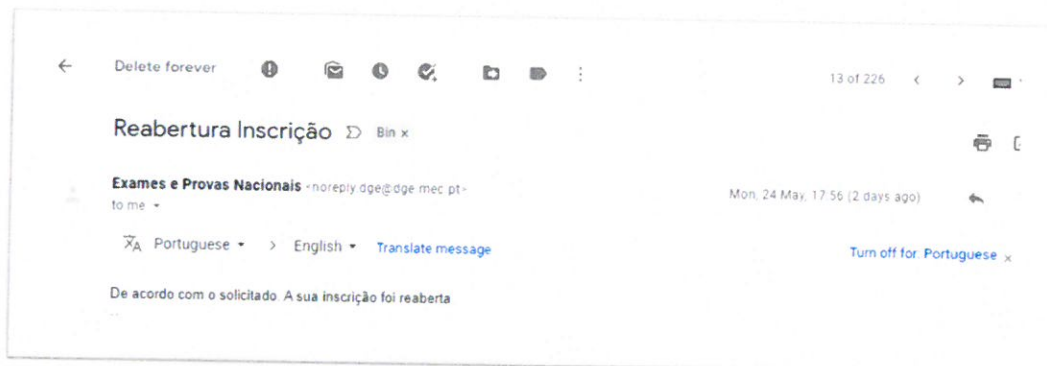 Delete forever
13 of 226
Reabertura Inscrição Bin x
Exames e Provas Nacionais <noreply.dge@dge.mec.pt>
Mon, 24 May, 17:56 (2 days ago)
to me
Portuguese > English Translate message
Turn off for: Portuguese x
De acordo com o solicitado. A sua inscrição foi reaberta